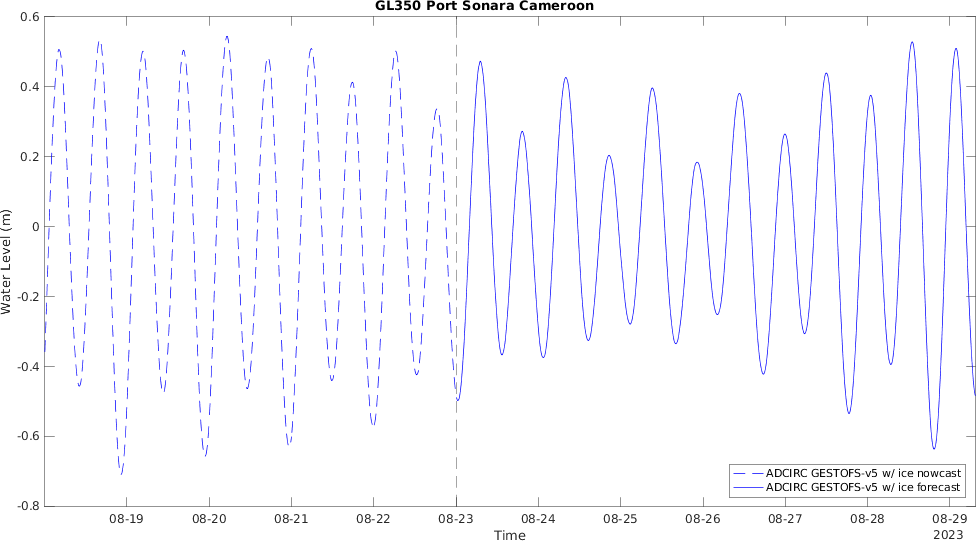 GL350 Port Sonara Cameroon
0.6
0.4
0.2
0
-0.2
-0.4
-0.6
-0.8
Water Level (m)
ADCIRC GESTOFS-v5 w/ ice nowcast
ADCIRC GESTOFS-v5 w/ ice forecast
08-19 08-20 08-21 08-22 08-23 08-24 08-25 08-26 08-27 08-28 08-29
Time
2023